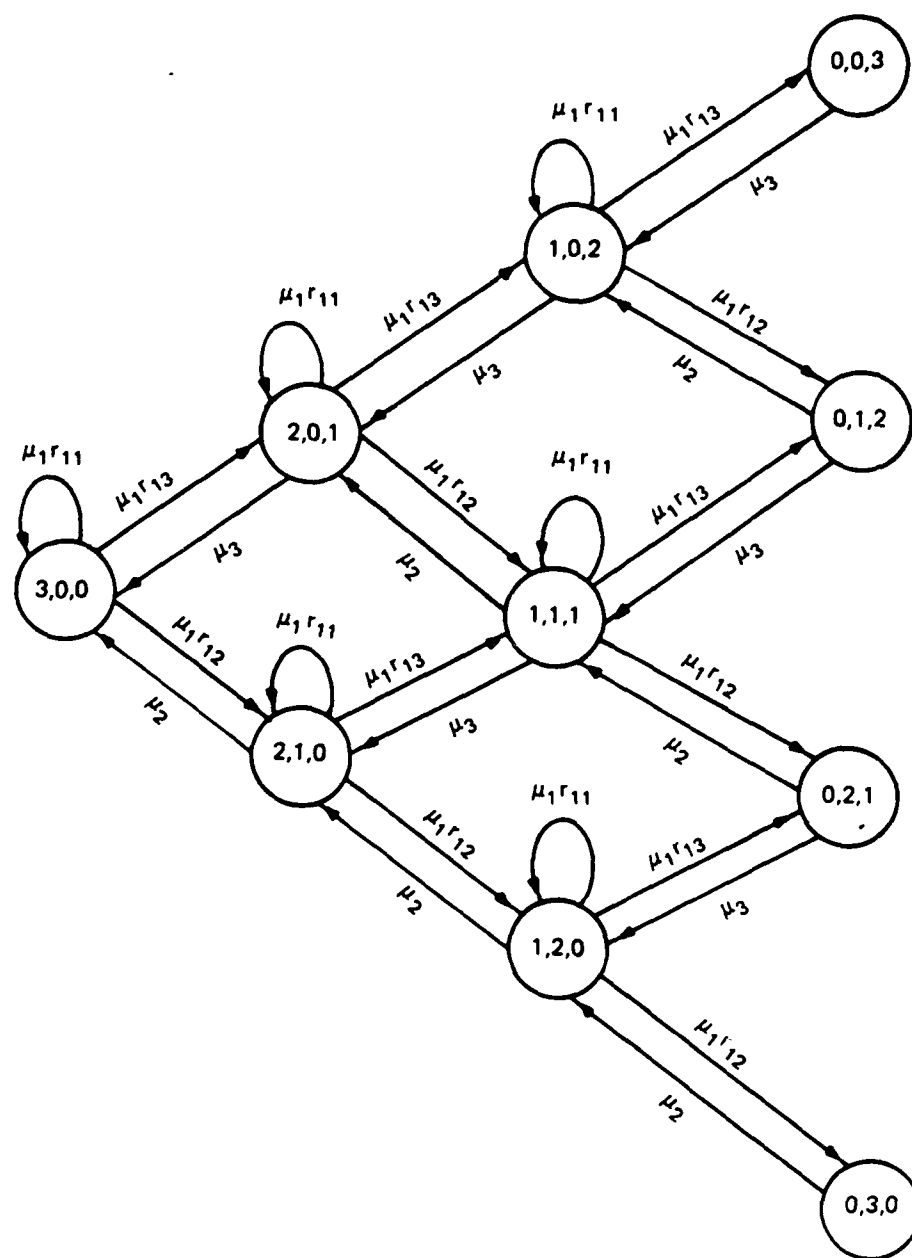 0,0,3
μ₁r₁₁
μ₁r₁₃
μ₃
1,0,2
μ₁r₁₁
μ₁r₁₃
μ₁r₁₂
μ₃
μ₂
2,0,1
0,1,2
μ₁r₁₁
μ₁r₁₂
μ₁r₁₁
μ₁r₁₃
μ₁r₁₃
μ₃
μ₂
μ₃
3,0,0
1,1,1
μ₁r₁₂
μ₁r₁₁
μ₁r₁₃
μ₁r₁₂
μ₂
μ₃
μ₂
2,1,0
0,2,1
μ₁r₁₁
μ₁r₁₂
μ₁r₁₃
μ₂
μ₃
1,2,0
μ₁r₁₂
μ₂
0,3,0